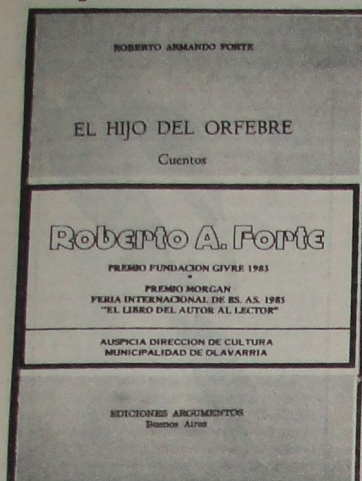 ROBERTO ARMANDO FORTE
EL HIJO DEL ORFEBRE
Cuentos
Roberto A. Forte
PREMIO FUNDACION GIVRE 1983
PREMIO MORGAN
FERIA INTERNACIONAL DE BS. AS. 1985
"EL LIBRO DEL AUTOR AL LECTOR"
AUSPICIA DIRECCION DE CULTURA
MUNICIPALIDAD DE OLAVARRIA
EDICIONES ARGUMENTOS
Buenos Aires